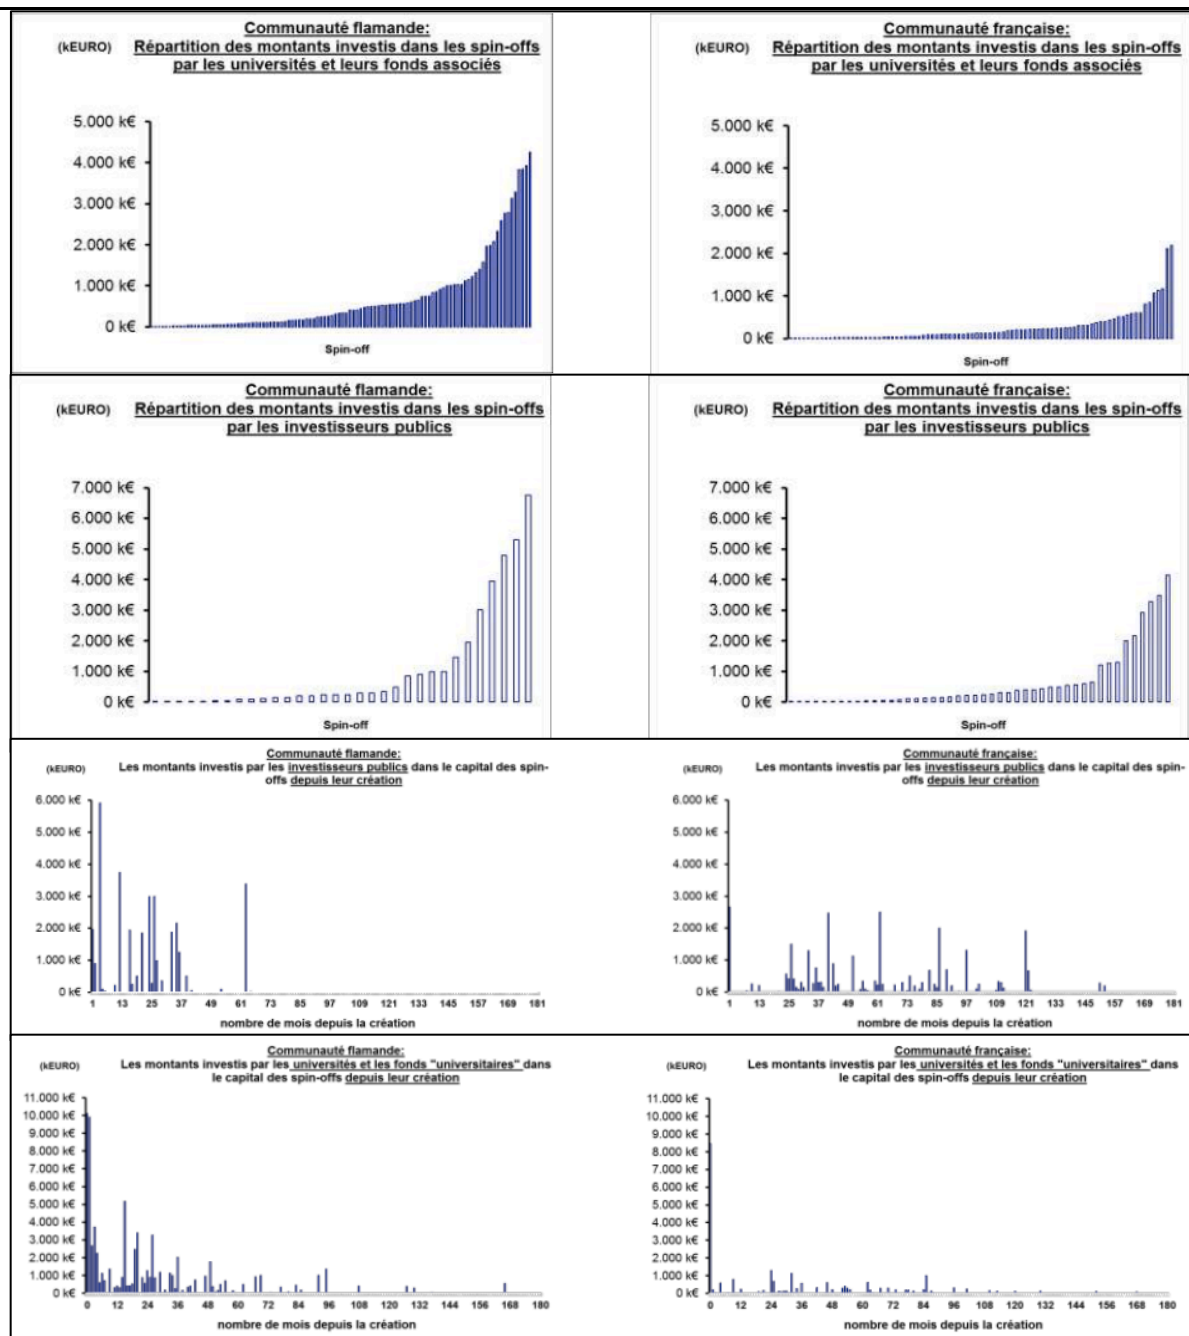 Communauté flamande:
(kEURO) Répartition des montants investis dans les spin-offs
par les universités et leurs fonds associés
5.000 k€
4.000 k€
3.000 k€
2.000 k€
1.000 k€
0 k€
Spin-off
Communauté française:
(kEURO) Répartition des montants investis dans les spin-offs
par les universités et leurs fonds associés
5.000 k€
4.000 k€
3.000 k€
2.000 k€
1.000 k€
0 k€
Spin-off
Communauté flamande:
(kEURO) Répartition des montants investis dans les spin-offs
par les investisseurs publics
7.000 k€
6.000 k€
5.000 k€
4.000 k€
3.000 k€
2.000 k€
1.000 k€
0 k€
Spin-off
Communauté française:
(kEURO) Répartition des montants investis dans les spin-offs
par les investisseurs publics
7.000 k€
6.000 k€
5.000 k€
4.000 k€
3.000 k€
2.000 k€
1.000 k€
0 k€
Spin-off
Communauté flamande:
(kEURO) Les montants investis par les investisseurs publics dans le capital des spin-
offs depuis leur création
6.000 k€
5.000 k€
4.000 k€
3.000 k€
2.000 k€
1.000 k€
0 k€
1 13 25 37 49 61 73 85 97 109 121 133 145 157 169 181
nombre de mois depuis la création
Communauté française:
(kEURO) Les montants investis par les investisseurs publics dans le capital des spin-
offs depuis leur création
6.000 k€
5.000 k€
4.000 k€
3.000 k€
2.000 k€
1.000 k€
0 k€
1 13 25 37 49 61 73 85 97 109 121 133 145 157 169 181
nombre de mois depuis la création
Communauté flamande:
(kEURO) Les montants investis par les universités et les fonds "universitaires" dans
le capital des spin-offs depuis leur création
11.000 k€
10.000 k€
9.000 k€
8.000 k€
7.000 k€
6.000 k€
5.000 k€
4.000 k€
3.000 k€
2.000 k€
1.000 k€
0 k€
0 12 24 36 48 60 72 84 96 108 120 132 144 156 168 180
nombre de mois depuis la création
Communauté française:
(kEURO) Les montants investis par les universités et les fonds "universitaires" dans
le capital des spin-offs depuis leur création
11.000 k€
10.000 k€
9.000 k€
8.000 k€
7.000 k€
6.000 k€
5.000 k€
4.000 k€
3.000 k€
2.000 k€
1.000 k€
0 k€
0 12 24 36 48 60 72 84 96 108 120 132 144 156 168 180
nombre de mois depuis la création